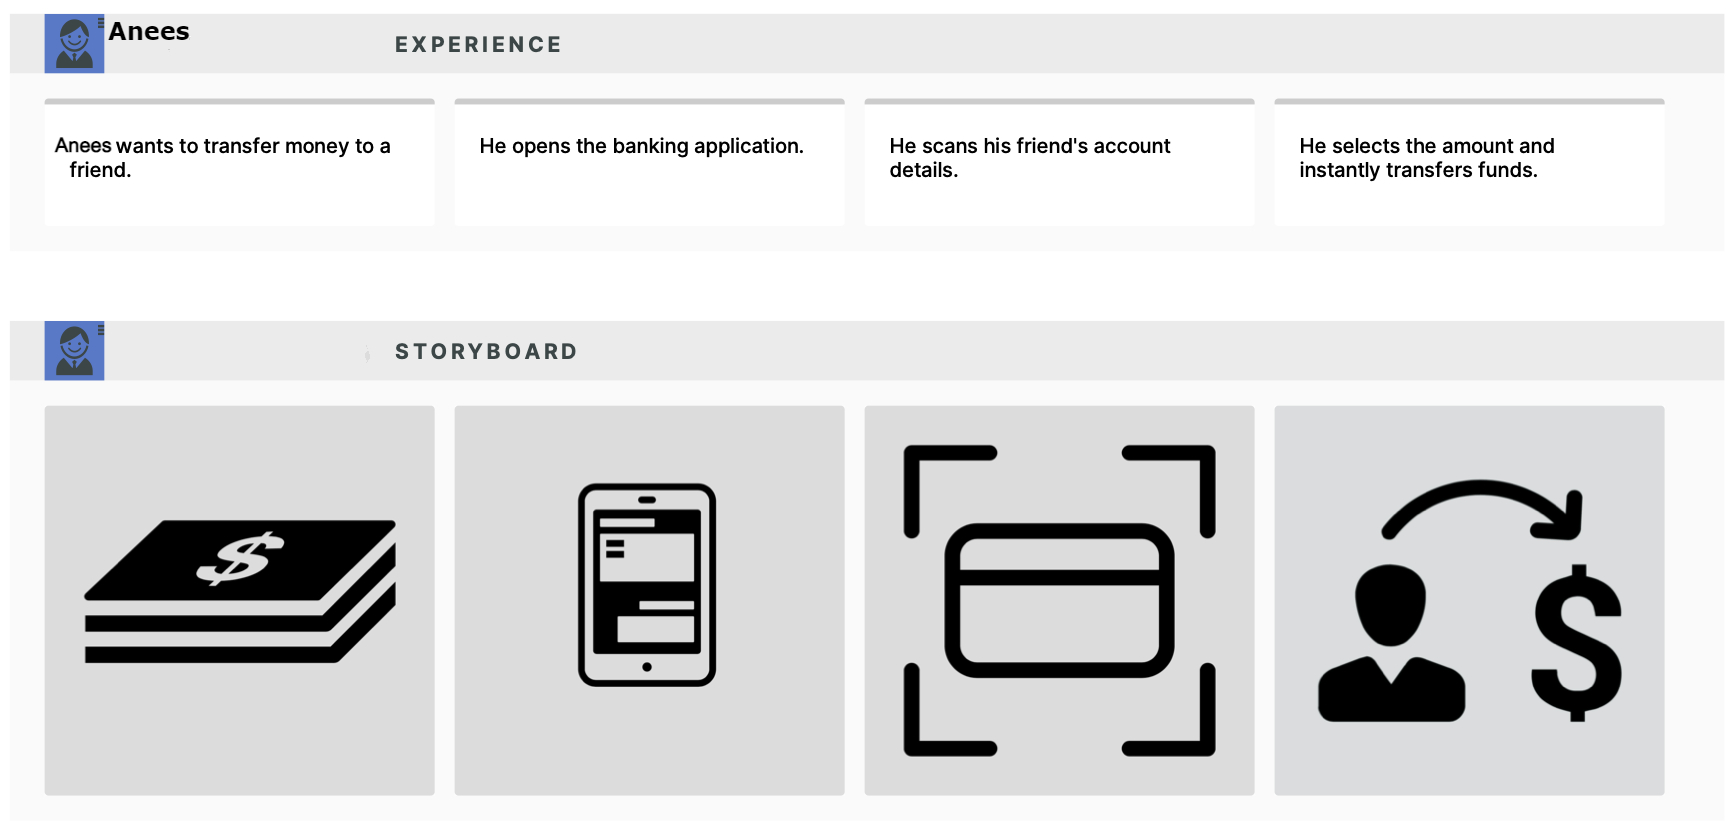 Anees
EXPERIENCE
Anees wants to transfer money to a
friend.
He opens the banking application.
He scans his friend's account
details.
He selects the amount and
instantly transfers funds.
STORYBOARD
$
$